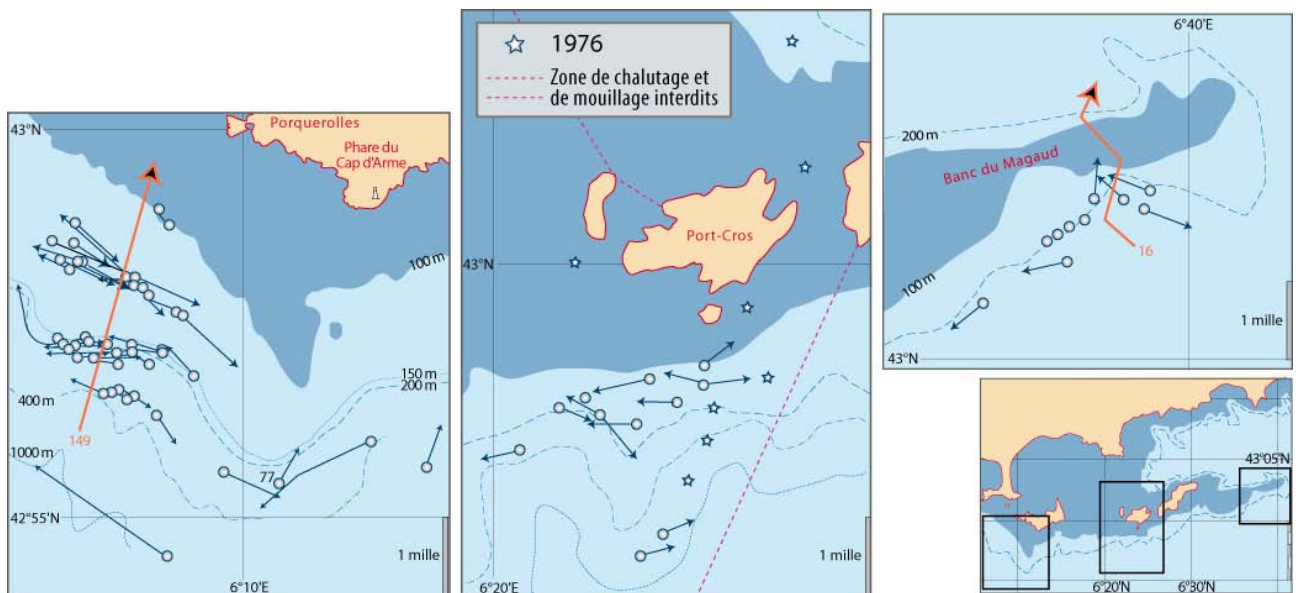 43°N
Porquerolles
Phare du
Cap d'Arme
100 m
150 m
200 m
400 m
1000 m
149
77
42°55'N
6°10'E
1 mille
1976
Zone de chalutage et
de mouillage interdits
Port-Cros
43°N
6°20'E
1 mille
6°40'E
200 m
Banc du Magaud
16
100 m
1 mille
43°N
43°05'N
6°20N
6°30N